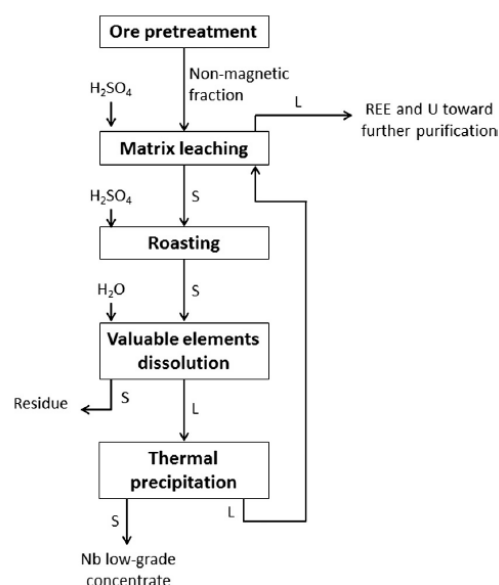 Ore pretreatment
Non-magnetic
fraction
H₂SO₄
L
REE and U toward
further purification
Matrix leaching
H₂SO₄
S
Roasting
H₂O
S
Valuable elements
dissolution
Residue
S
L
Thermal
precipitation
S
L
Nb low-grade
concentrate